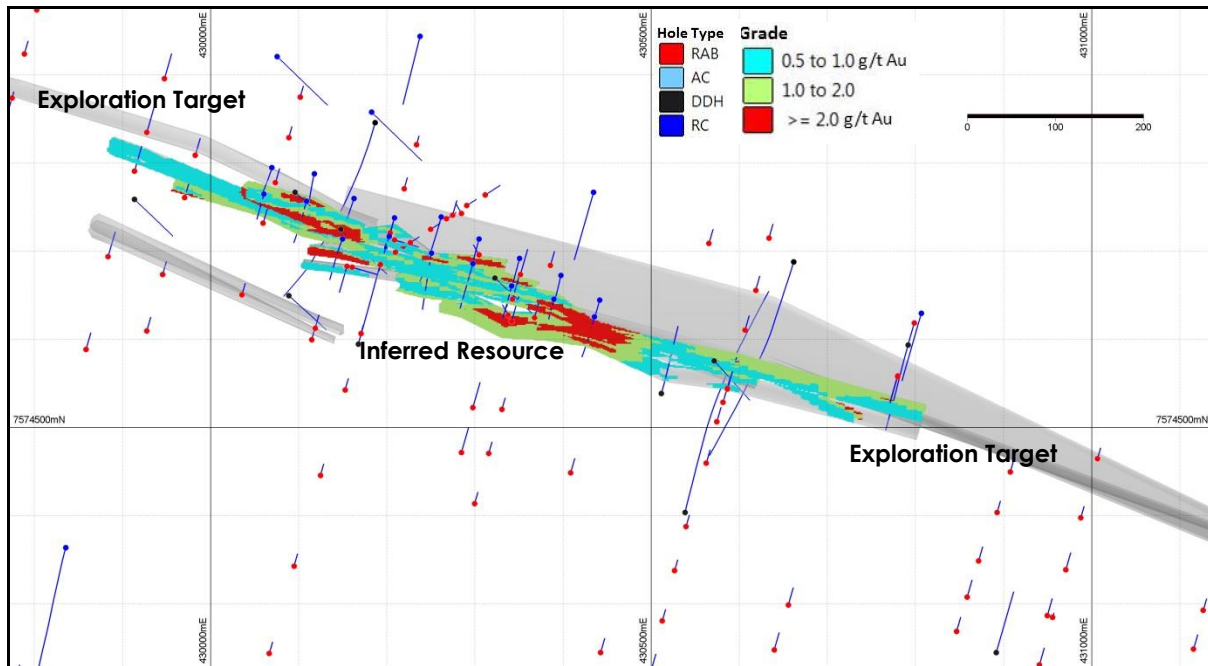 430000mE
430500mE
431000mE
Hole Type
RAB
AC
DDH
RC
Grade
0.5 to 1.0 g/t Au
1.0 to 2.0
>= 2.0 g/t Au
0 100 200
Exploration Target
Inferred Resource
7574500mN
7574500mN
Exploration Target
430000mE
430500mE
431000mE